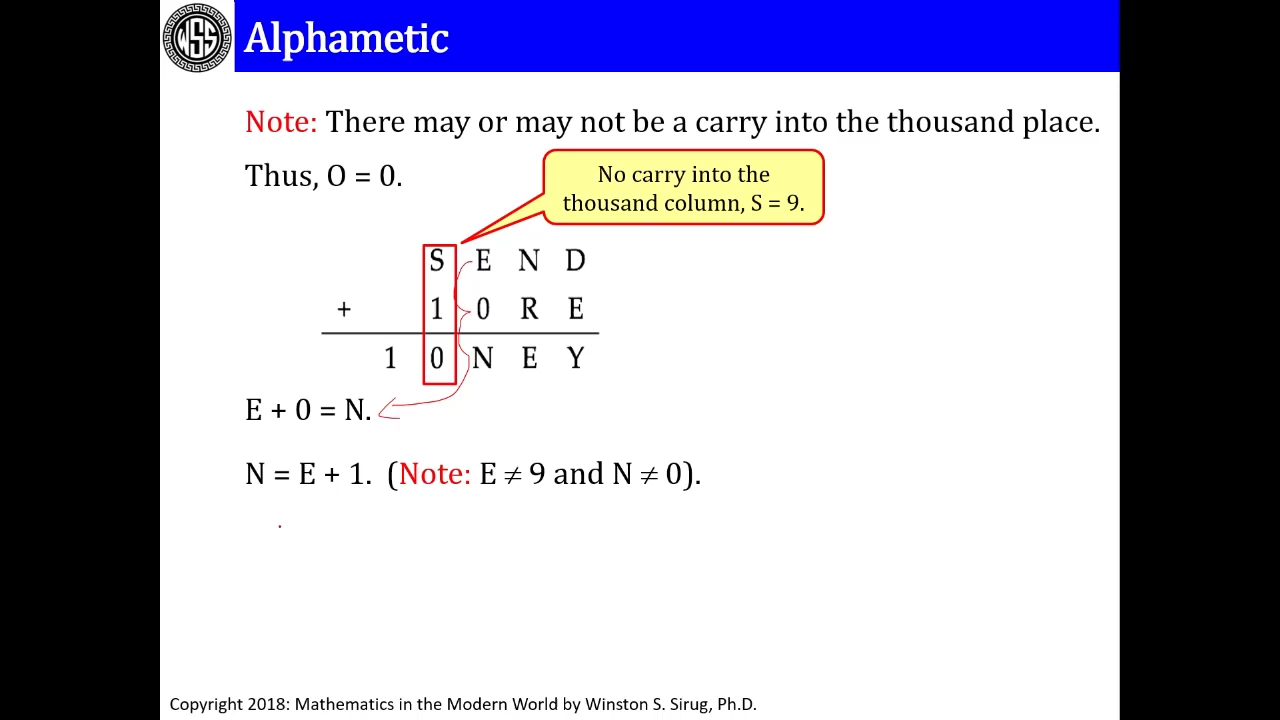 WSS
Alphametic
Note: There may or may not be a carry into the thousand place.
Thus, O = 0.
No carry into the
thousand column, S = 9.
S E N D
+ 1 0 R E
1 0 N E Y
E + 0 = N.
N = E + 1. (Note: E ≠ 9 and N ≠ 0).
Copyright 2018: Mathematics in the Modern World by Winston S. Sirug, Ph.D.